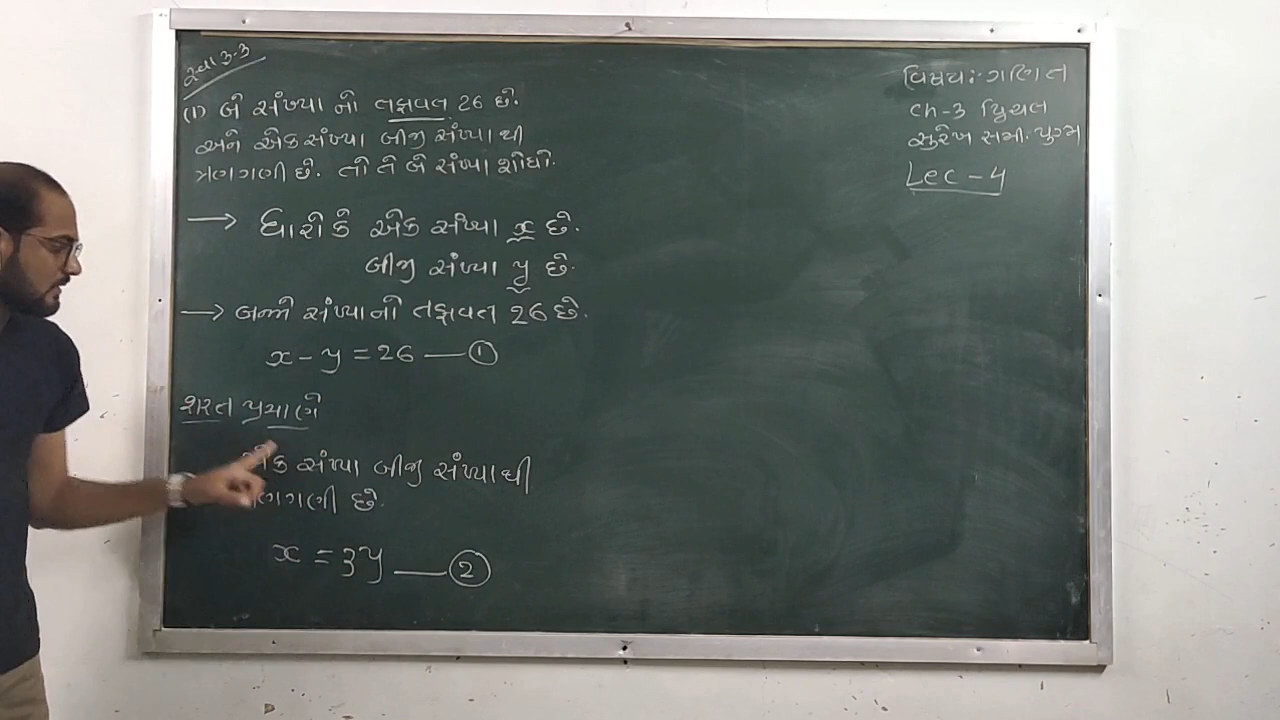 સ્વા 3.3
(1) બે સંખ્યા નો તફાવત 26 છે.
અને એક સંખ્યા બીજી સંખ્યા થી
ત્રણગણી છે. તો તે બે સંખ્યા શોધો.
→ ધારો કે એક સંખ્યા x છે.
બીજી સંખ્યા y છે.
→ બન્ને સંખ્યાનો તફાવત 26 છે.
x - y = 26 — ①
શરત પ્રમાણે
સંખ્યા બીજી સંખ્યાથી
છે.
x = 3y — ②
વિષય: ગણિત
ch-3 દ્વિચલ
સુરેખ સમી. યુગ્મ
Lec - 4